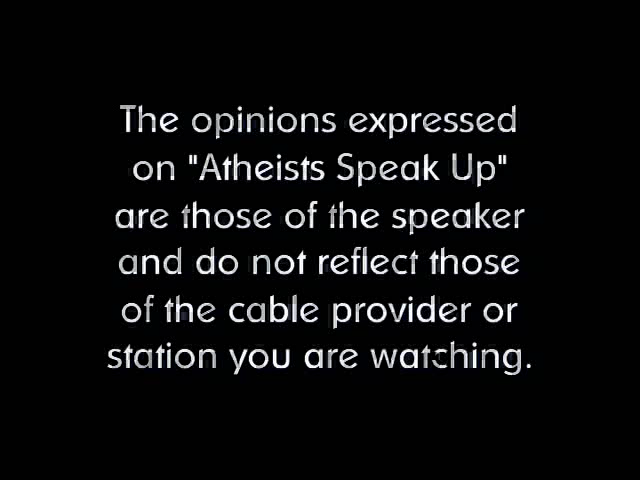 The opinions expressed
on "Atheists Speak Up"
are those of the speaker
and do not reflect those
of the cable provider or
station you are watching.